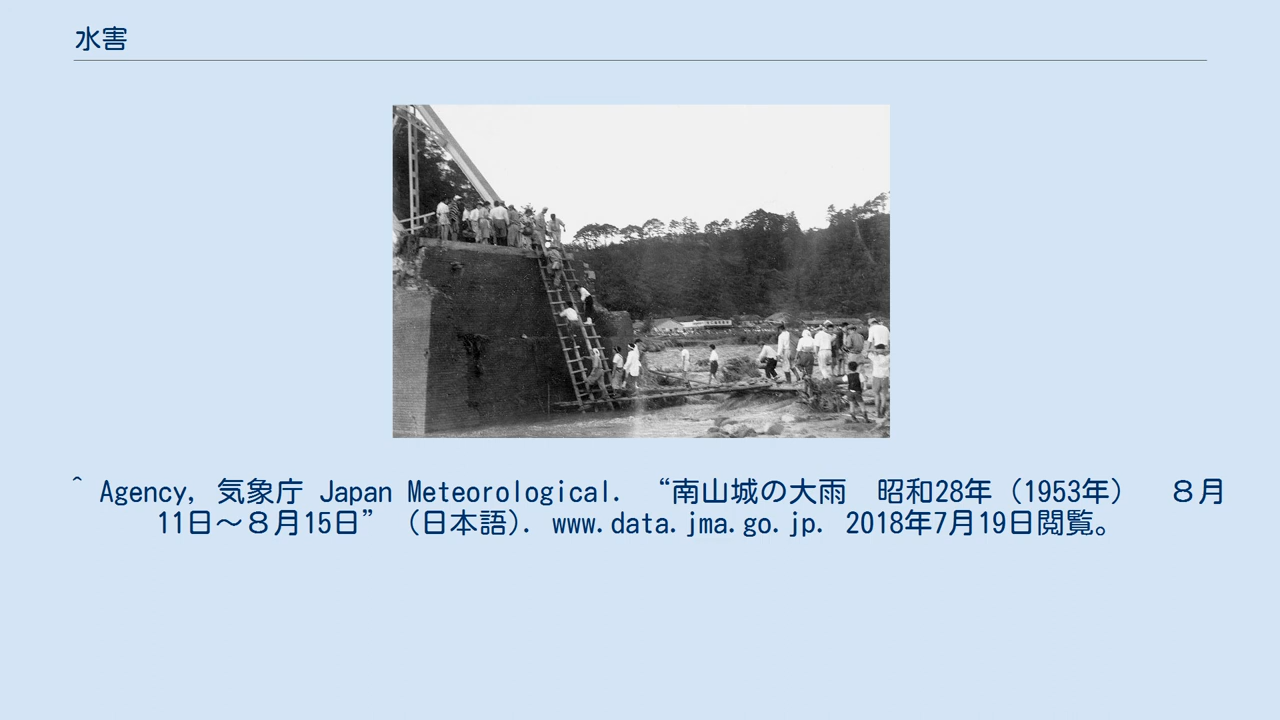 水害
^ Agency, 気象庁 Japan Meteorological. “南山城の大雨　昭和28年（1953年）　８月
11日～８月15日” (日本語). www.data.jma.go.jp. 2018年7月19日閲覧。